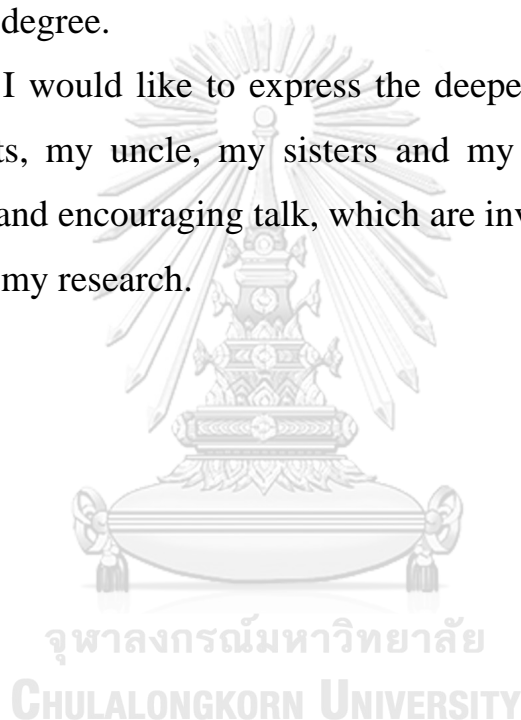 degree.
I would like to express the deepe
ts, my uncle, my sisters and my
and encouraging talk, which are inv
my research.
จุฬาลงกรณ์มหาวิทยาลัย
CHULALONGKORN UNIVERSITY